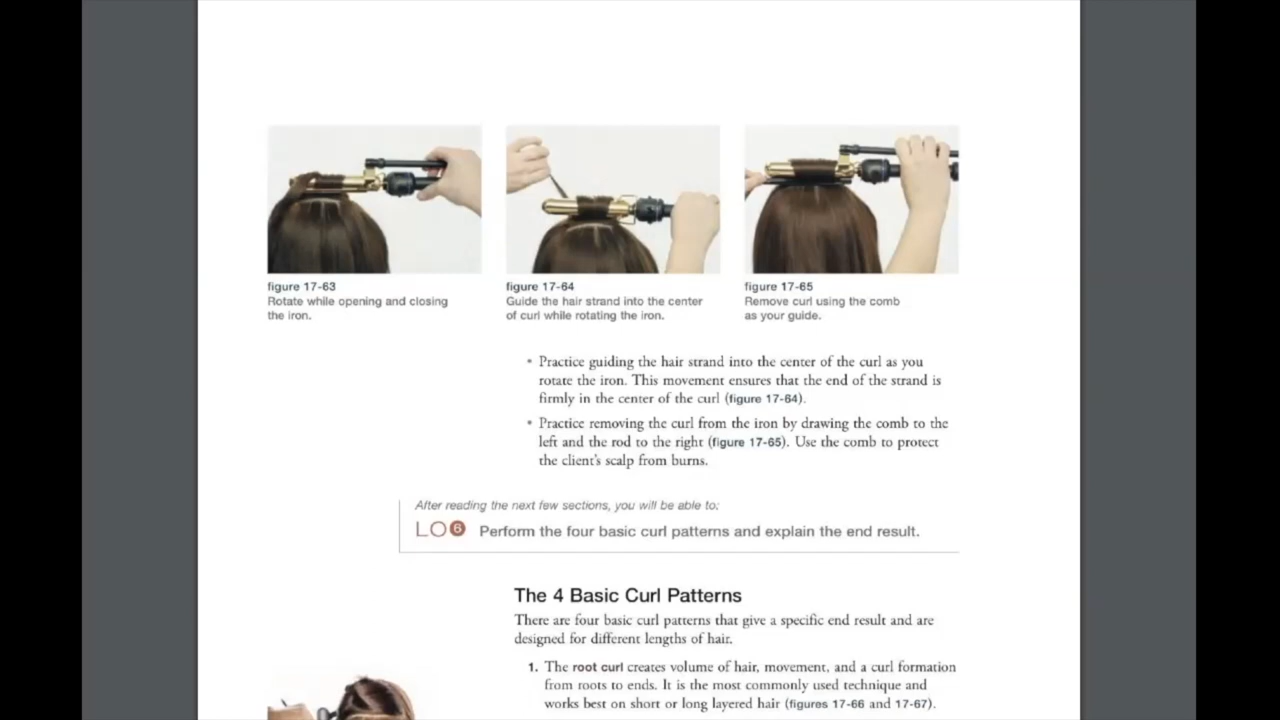 figure 17-63
Rotate while opening and closing
the iron.
figure 17-64
Guide the hair strand into the center
of curl while rotating the iron.
figure 17-65
Remove curl using the comb
as your guide.
• Practice guiding the hair strand into the center of the curl as you
rotate the iron. This movement ensures that the end of the strand is
firmly in the center of the curl (figure 17-64).
• Practice removing the curl from the iron by drawing the comb to the
left and the rod to the right (figure 17-65). Use the comb to protect
the client's scalp from burns.
After reading the next few sections, you will be able to:
LO6 Perform the four basic curl patterns and explain the end result.
The 4 Basic Curl Patterns
There are four basic curl patterns that give a specific end result and are
designed for different lengths of hair.
1. The root curl creates volume of hair, movement, and a curl formation
from roots to ends. It is the most commonly used technique and
works best on short or long layered hair (figures 17-66 and 17-67).